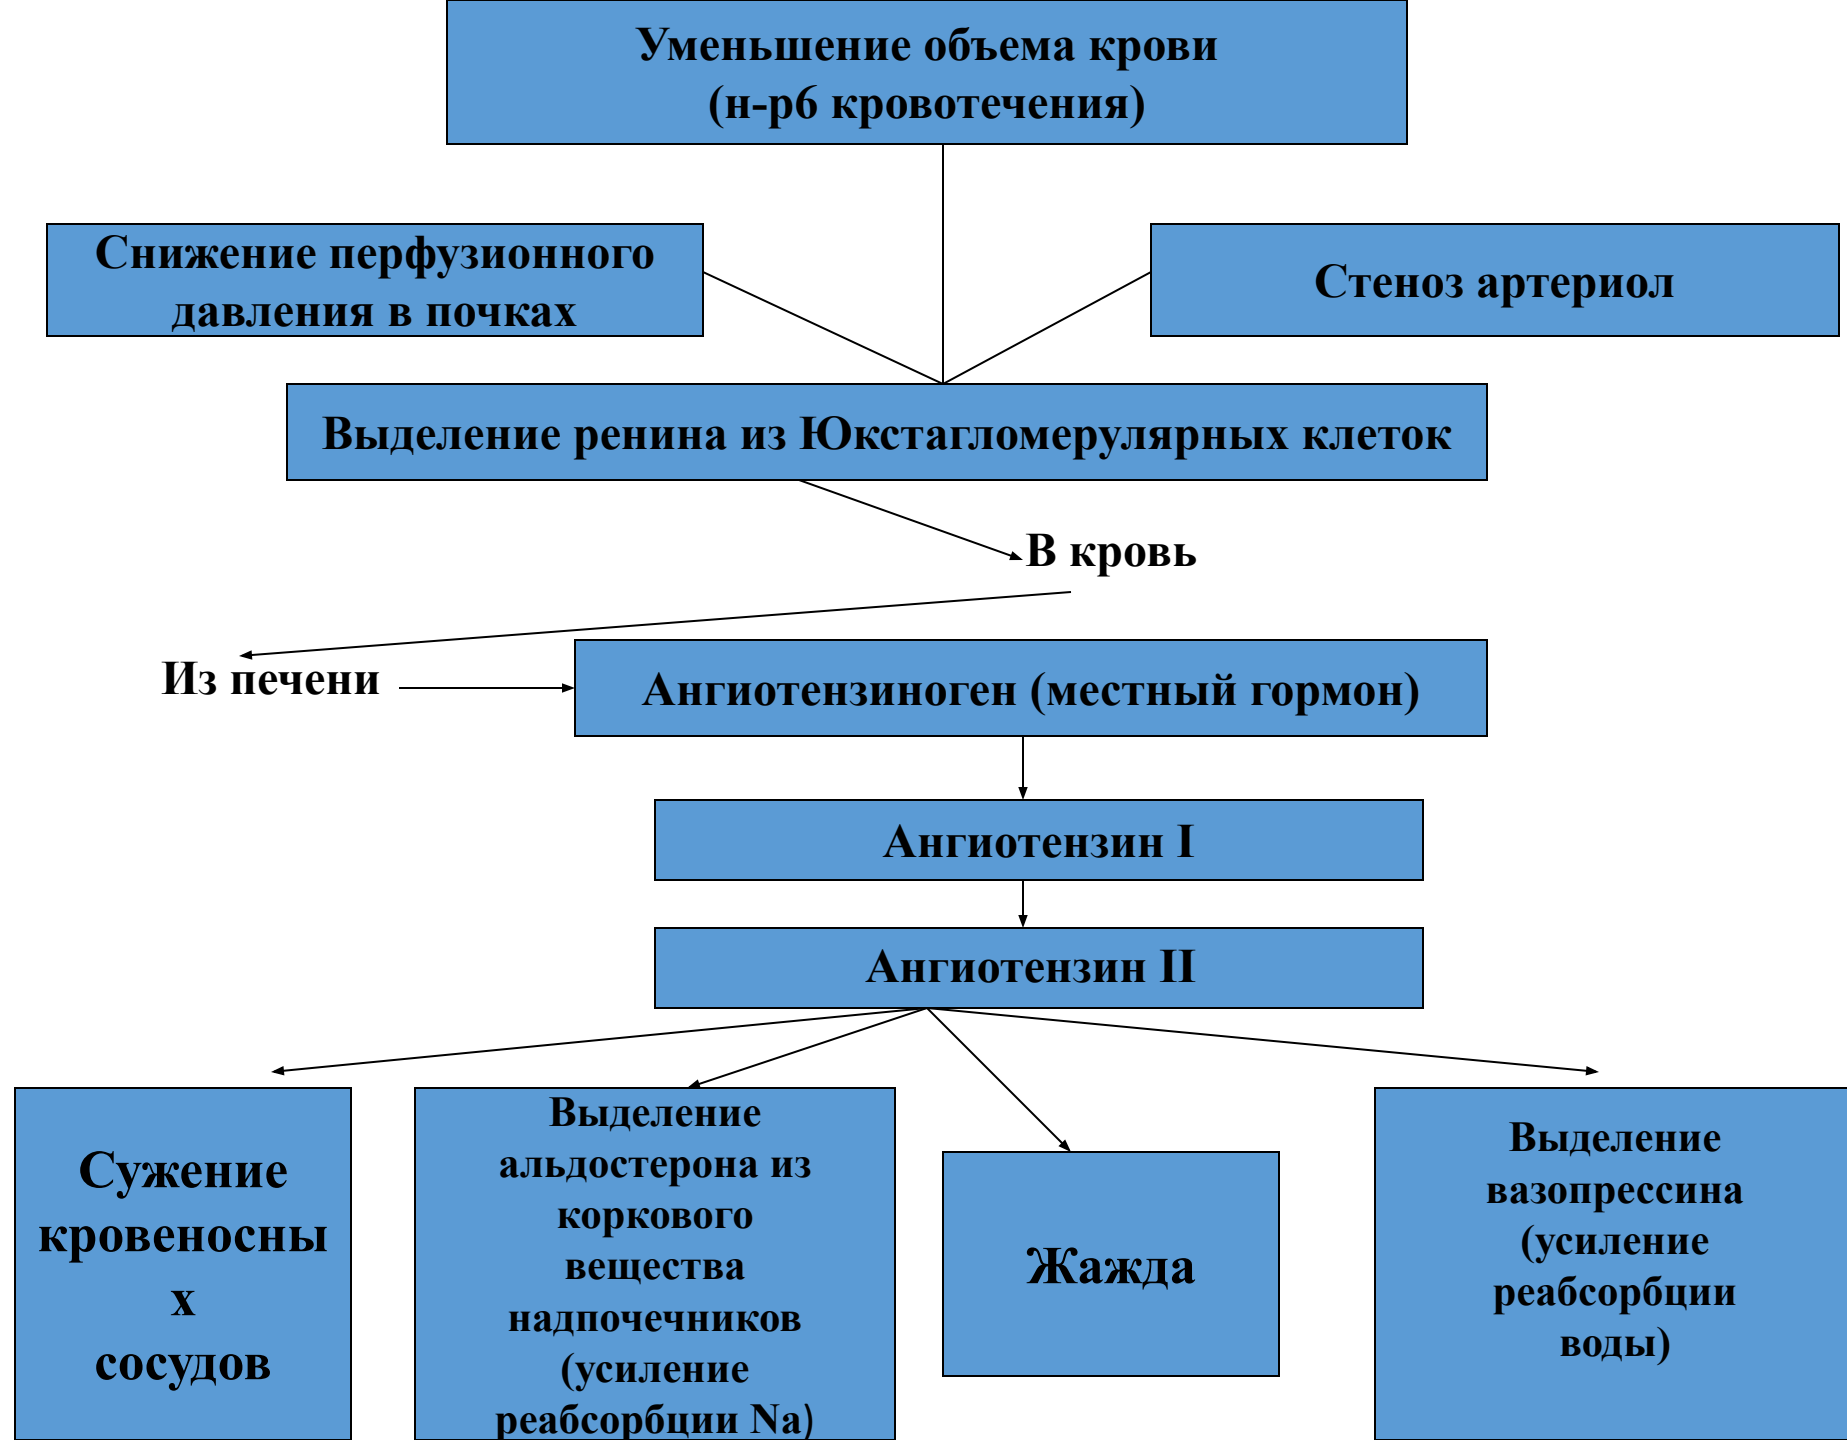 Уменьшение объема крови
(н-р6 кровотечения)
Снижение перфузионного
давления в почках
Стеноз артериол
Выделение ренина из Юкстагломерулярных клеток
В кровь
Из печени
Ангиотензиноген (местный гормон)
Ангиотензин I
Ангиотензин II
Сужение
кровеносны
х
сосудов
Выделение
альдостерона из
коркового
вещества
надпочечников
(усиление
реабсорбции Na)
Жажда
Выделение
вазопрессина
(усиление
реабсорбции
воды)